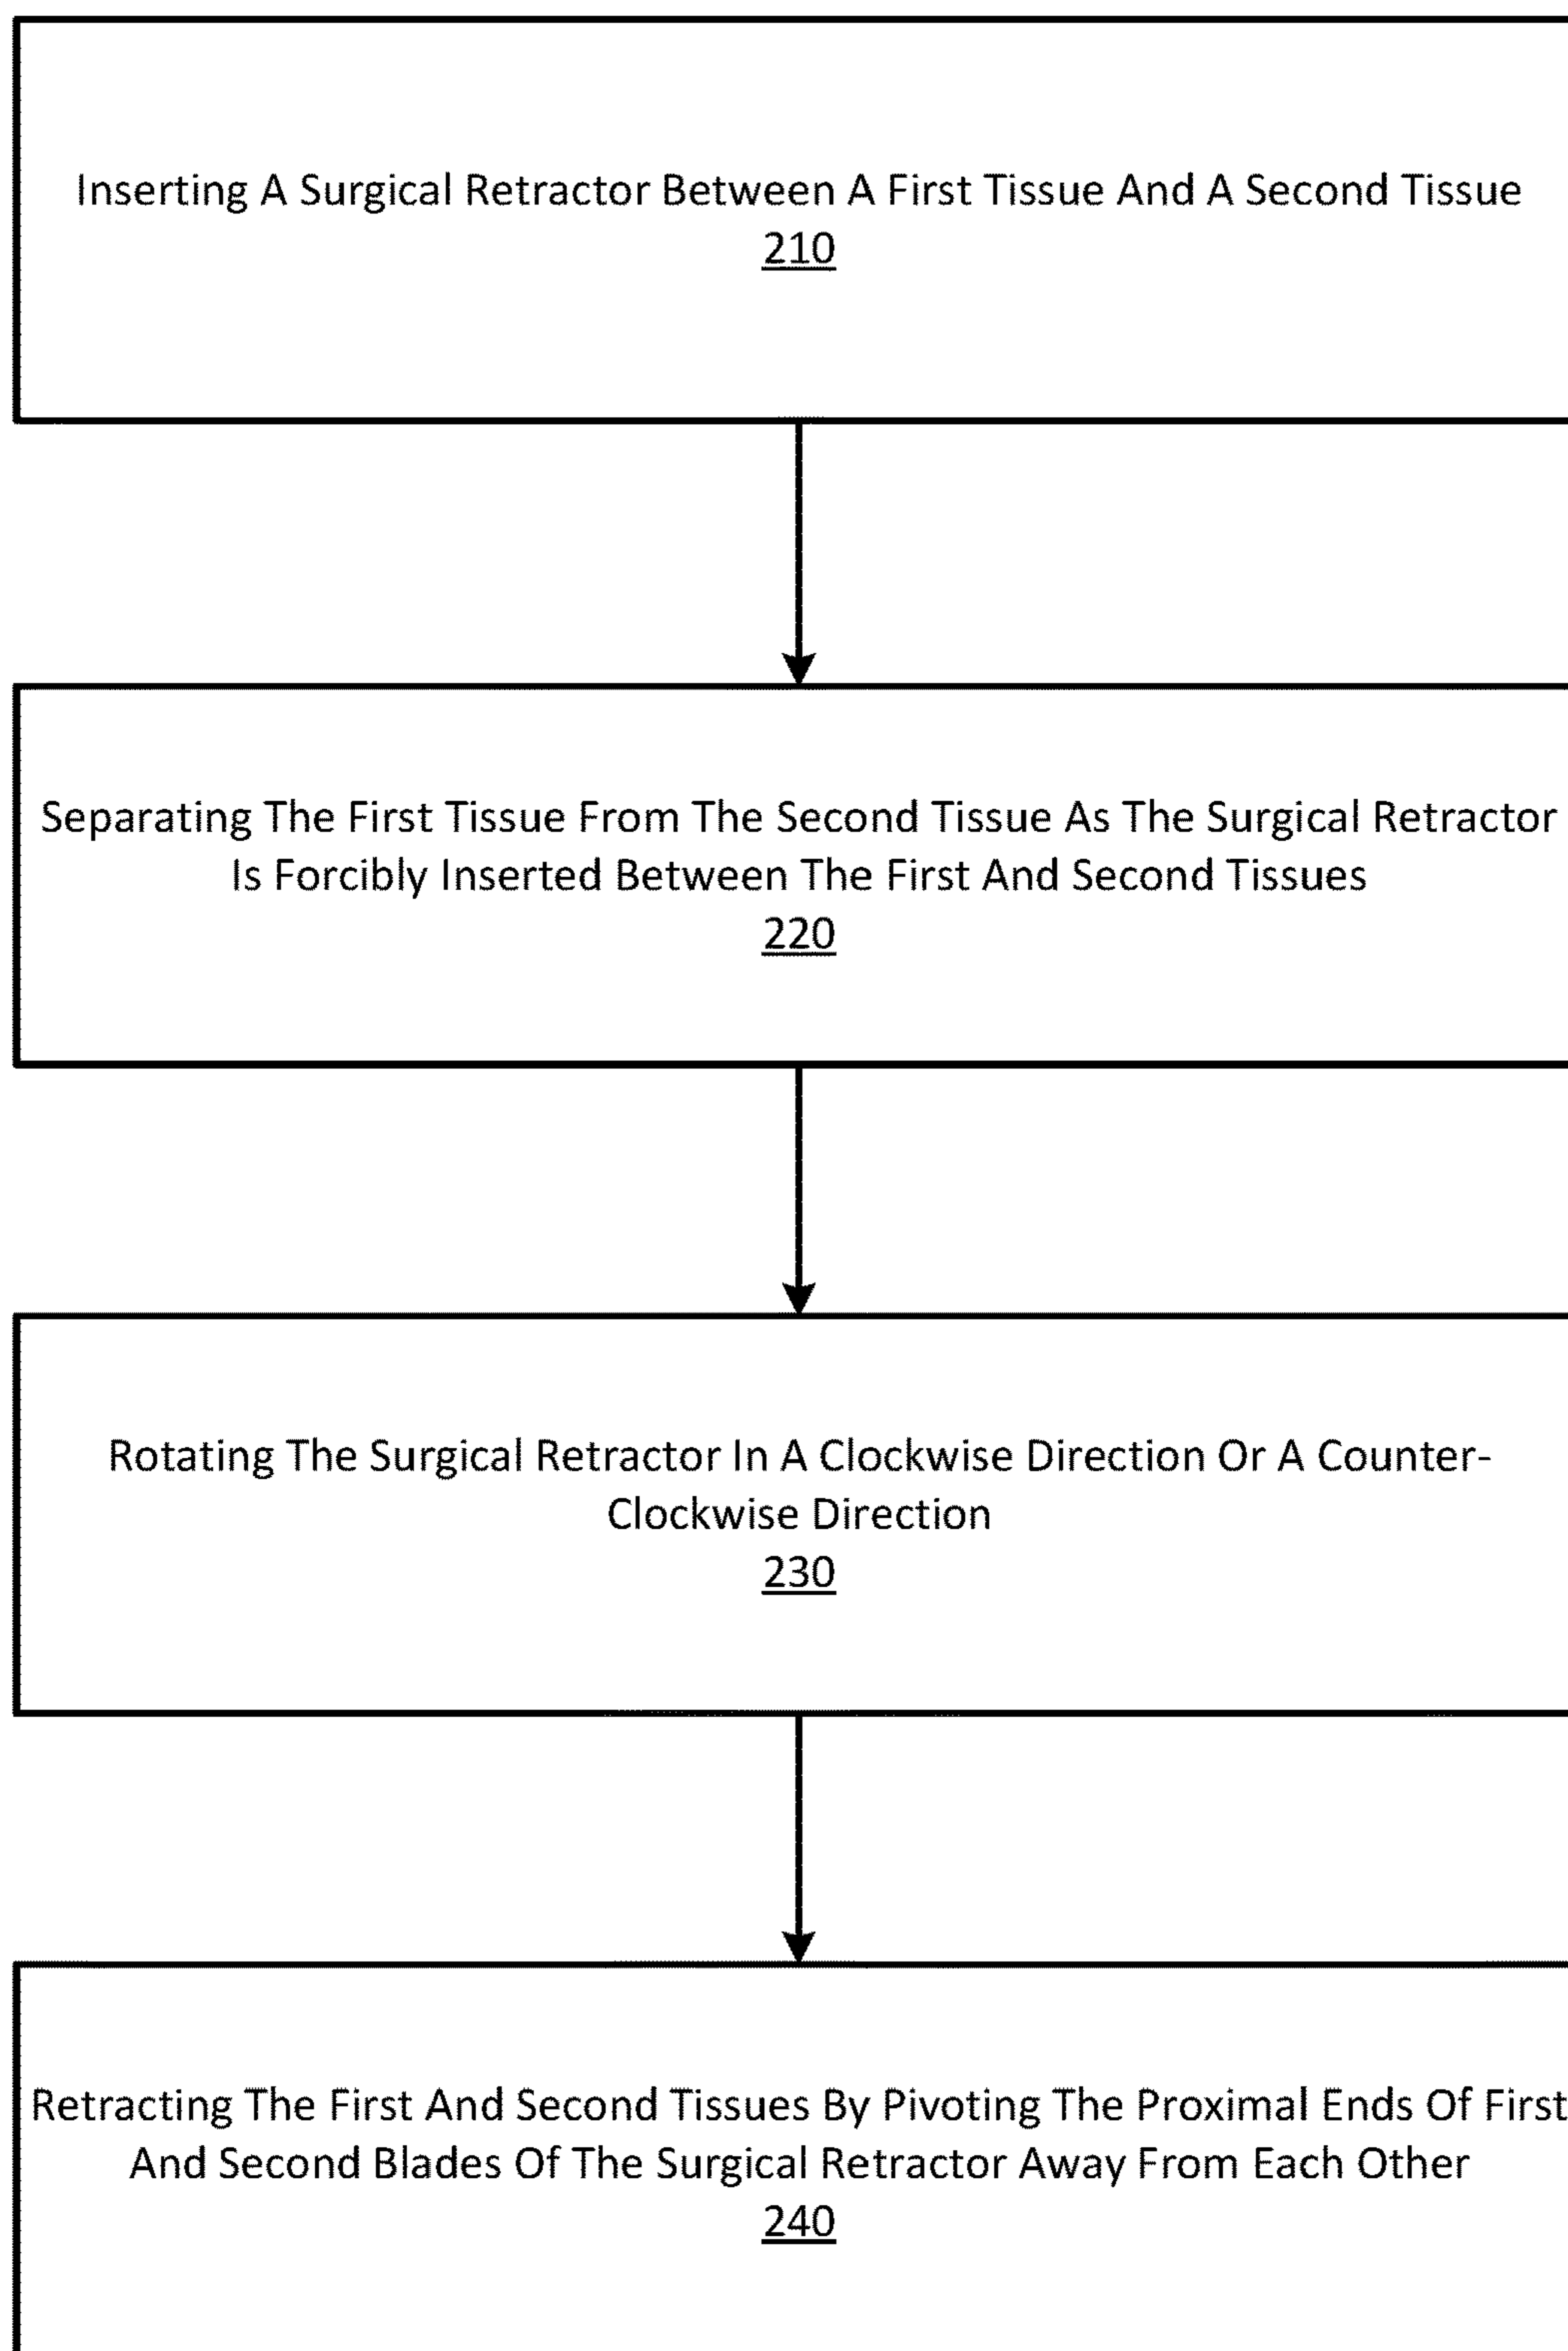 Inserting A Surgical Retractor Between A First Tissue And A Second Tissue
210
Separating The First Tissue From The Second Tissue As The Surgical Retractor
Is Forcibly Inserted Between The First And Second Tissues
220
Rotating The Surgical Retractor In A Clockwise Direction Or A Counter-
Clockwise Direction
230
Retracting The First And Second Tissues By Pivoting The Proximal Ends Of First
And Second Blades Of The Surgical Retractor Away From Each Other
240